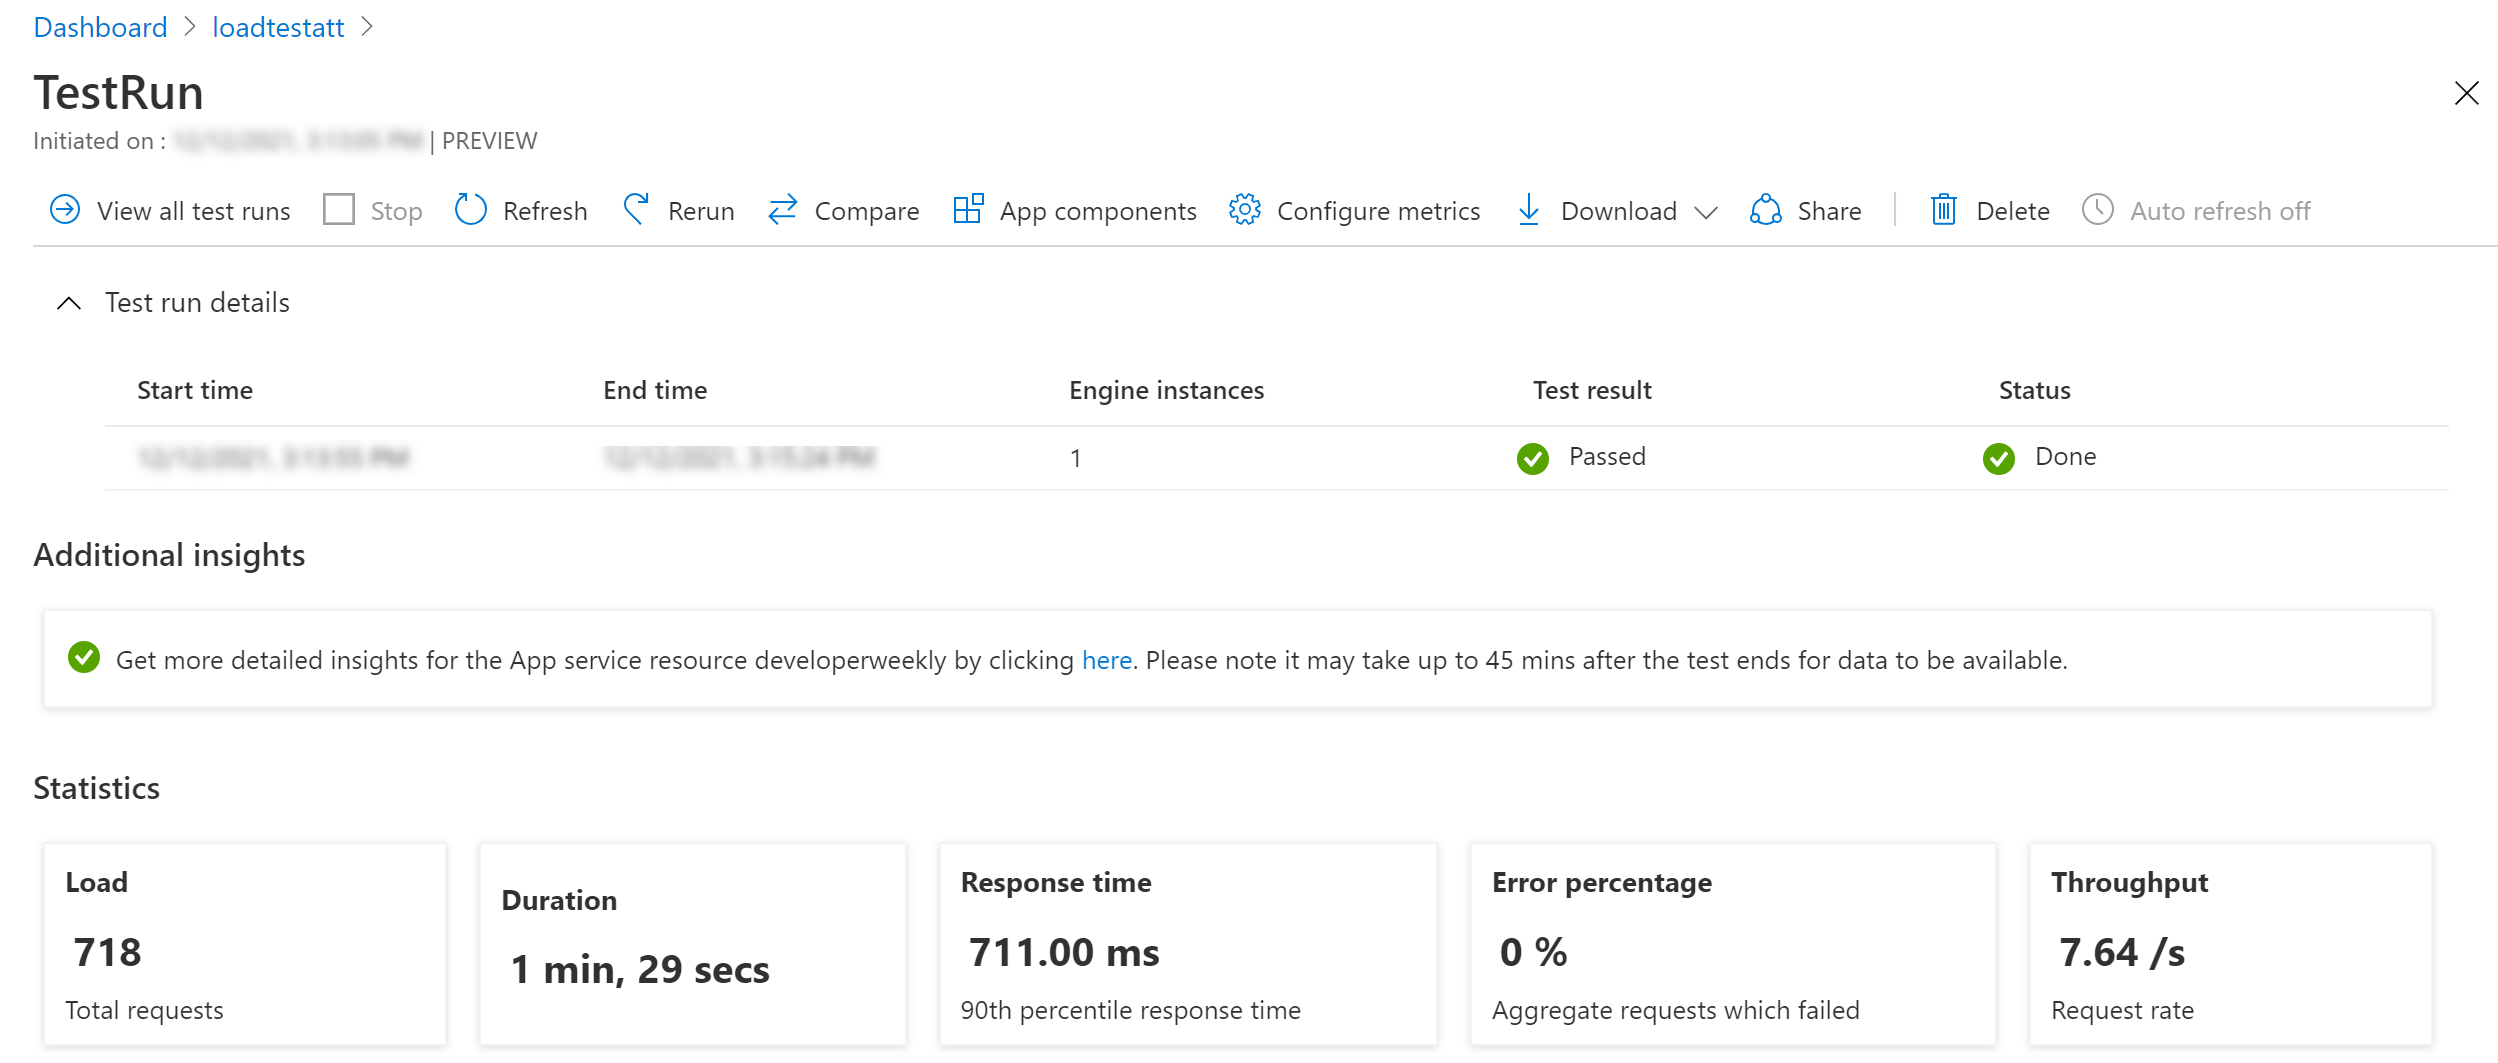 Dashboard > loadtestatt >
TestRun
Initiated on : | PREVIEW
View all test runs Stop Refresh Rerun Compare App components Configure metrics Download Share Delete Auto refresh off
Test run details
Start time End time Engine instances Test result Status
1 Passed Done
Additional insights
Get more detailed insights for the App service resource developerweekly by clicking here. Please note it may take up to 45 mins after the test ends for data to be available.
Statistics
Load
718
Total requests
Duration
1 min, 29 secs
Response time
711.00 ms
90th percentile response time
Error percentage
0 %
Aggregate requests which failed
Throughput
7.64 /s
Request rate